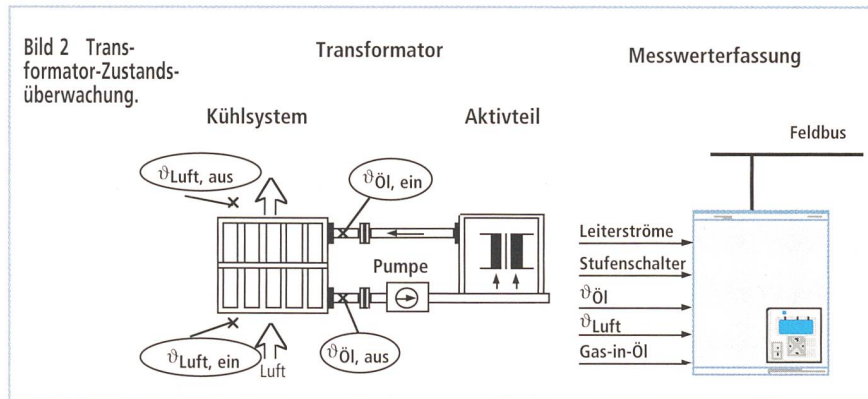 Bild 2 Trans-
formator-Zustands-
überwachung.
Transformator
Kühlsystem
Aktivteil
ϑLuft, aus
ϑÖl, ein
Pumpe
ϑLuft, ein
Luft
ϑÖl, aus
Messwerterfassung
Feldbus
Leiterströme
Stufenschalter
ϑÖl
ϑLuft
Gas-in-Öl